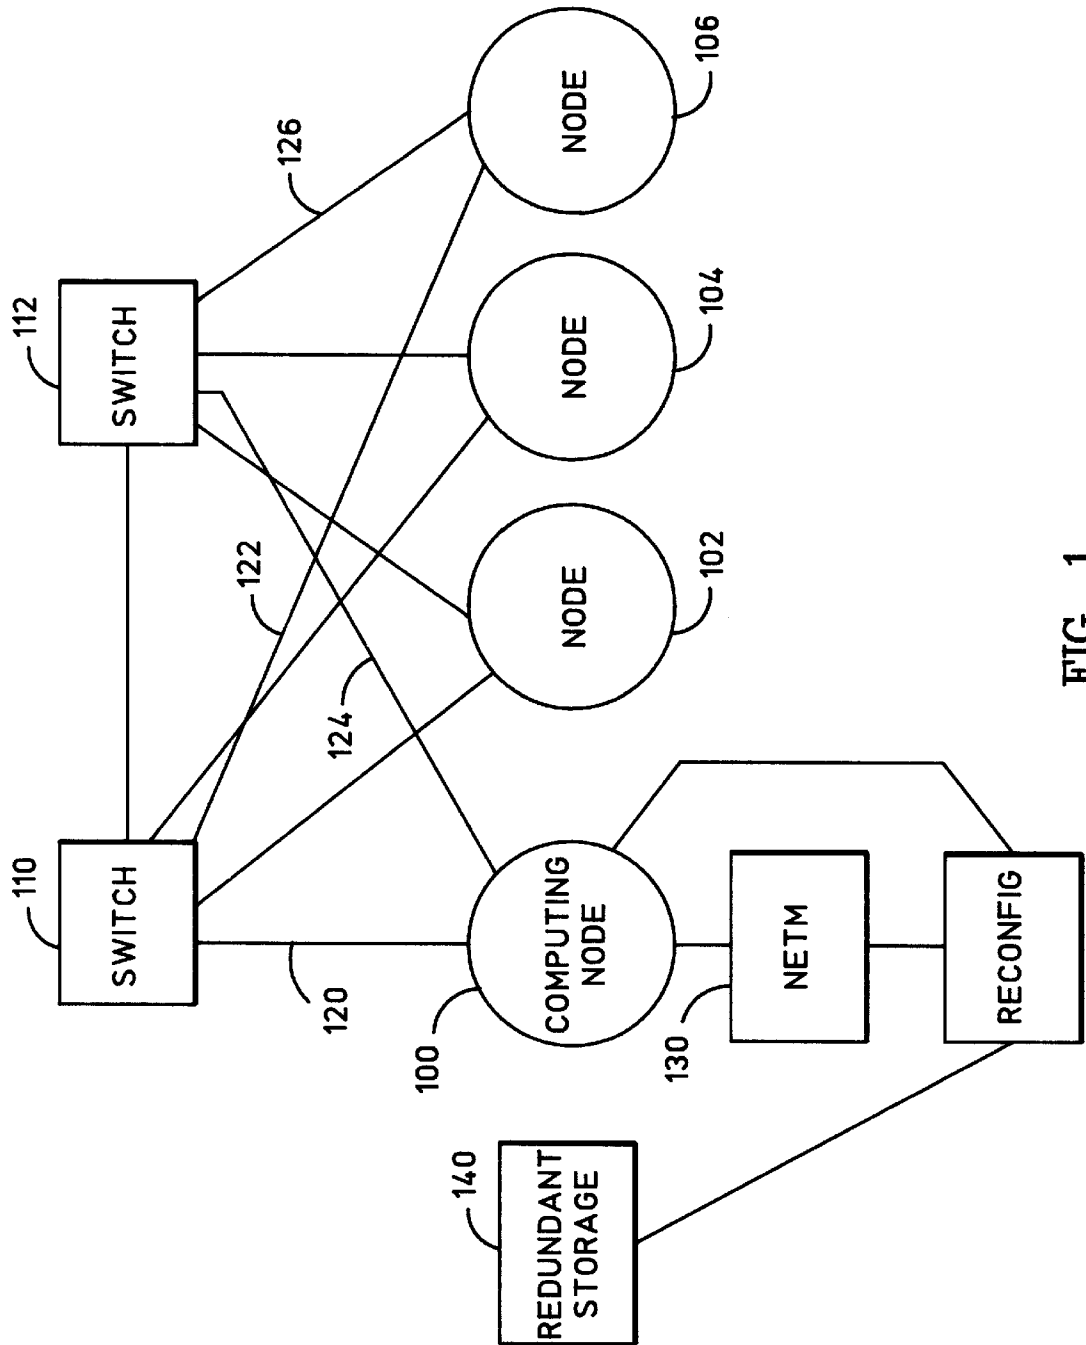 110
SWITCH
112
SWITCH
120
122
124
126
100
COMPUTING
NODE
NODE
102
NODE
104
NODE
106
140
REDUNDANT
STORAGE
130
NETM
RECONFIG
FIG. 1